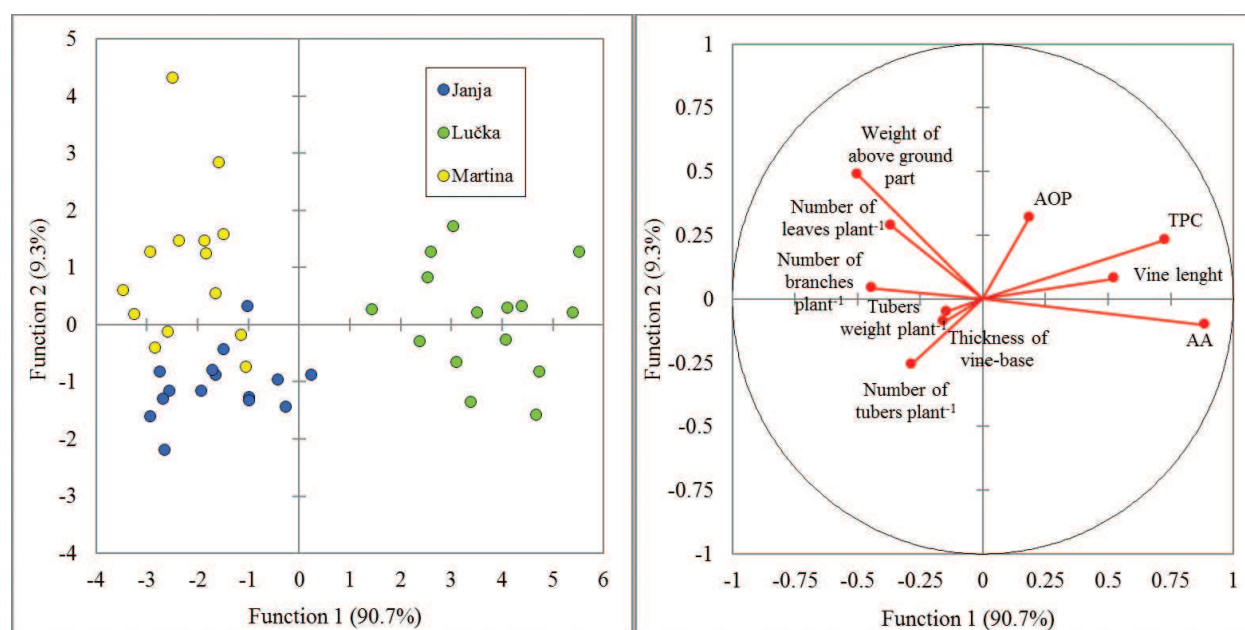 5
4
3
2
1
0
-1
-2
-3
-4
-4 -3 -2 -1 0 1 2 3 4 5 6
Function 2 (9.3%)
Function 1 (90.7%)
Janja
Lučka
Martina
1
0.75
0.5
0.25
0
-0.25
-0.5
-0.75
-1
-1 -0.75 -0.5 -0.25 0 0.25 0.5 0.75 1
Function 2 (9.3%)
Function 1 (90.7%)
Weight of
above ground
part
Number of
leaves plant⁻¹
Number of
branches
plant⁻¹
Tubers
weight plant⁻¹
Thickness of
vine-base
Number of
tubers plant⁻¹
AOP
TPC
Vine lenght
AA